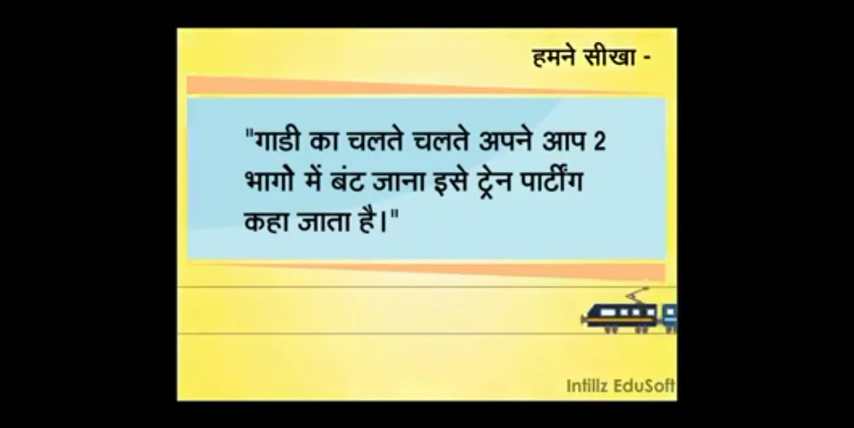 हमने सीखा -
"गाडी का चलते चलते अपने आप 2
भागो में बंट जाना इसे ट्रेन पार्टींग
कहा जाता है।"
Intillz EduSoft